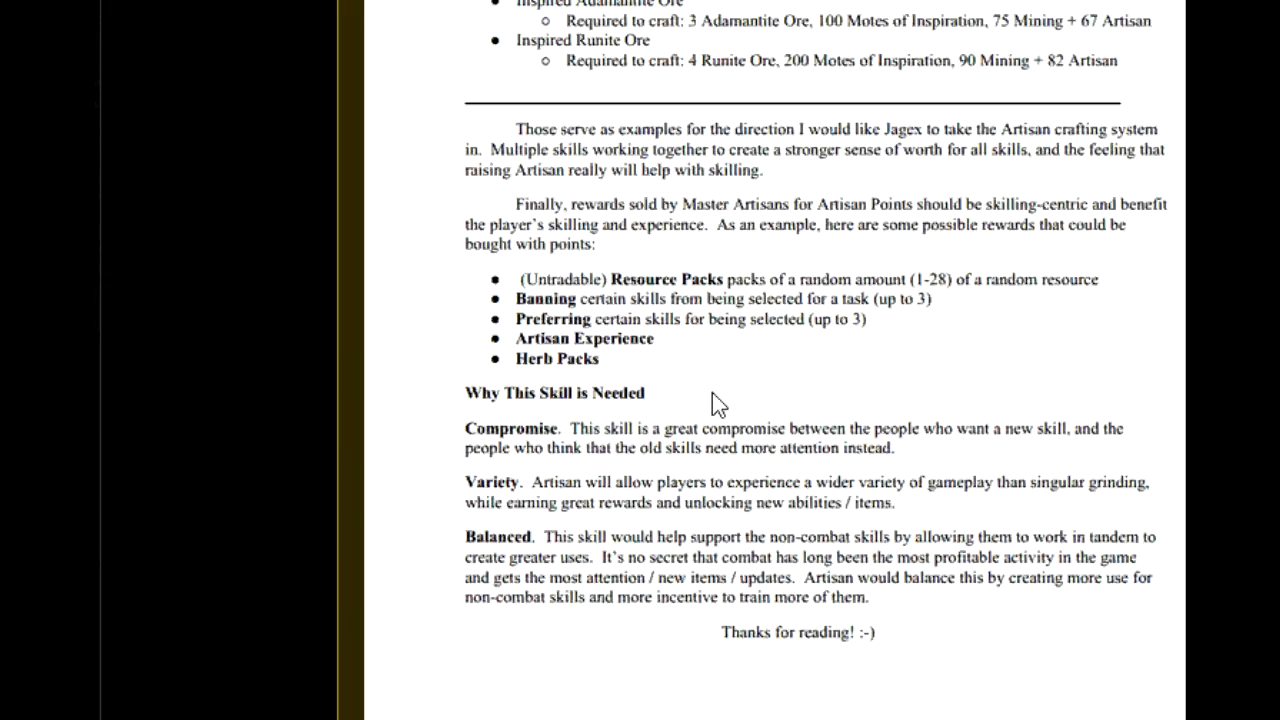 Inspired Adamantite Ore
Required to craft: 3 Adamantite Ore, 100 Motes of Inspiration, 75 Mining + 67 Artisan
Inspired Runite Ore
Required to craft: 4 Runite Ore, 200 Motes of Inspiration, 90 Mining + 82 Artisan
Those serve as examples for the direction I would like Jagex to take the Artisan crafting system
in. Multiple skills working together to create a stronger sense of worth for all skills, and the feeling that
raising Artisan really will help with skilling.
Finally, rewards sold by Master Artisans for Artisan Points should be skilling-centric and benefit
the player's skilling and experience. As an example, here are some possible rewards that could be
bought with points:
(Untradable) Resource Packs packs of a random amount (1-28) of a random resource
Banning certain skills from being selected for a task (up to 3)
Preferring certain skills for being selected (up to 3)
Artisan Experience
Herb Packs
Why This Skill is Needed
Compromise. This skill is a great compromise between the people who want a new skill, and the
people who think that the old skills need more attention instead.
Variety. Artisan will allow players to experience a wider variety of gameplay than singular grinding,
while earning great rewards and unlocking new abilities / items.
Balanced. This skill would help support the non-combat skills by allowing them to work in tandem to
create greater uses. It's no secret that combat has long been the most profitable activity in the game
and gets the most attention / new items / updates. Artisan would balance this by creating more use for
non-combat skills and more incentive to train more of them.
Thanks for reading! :-)